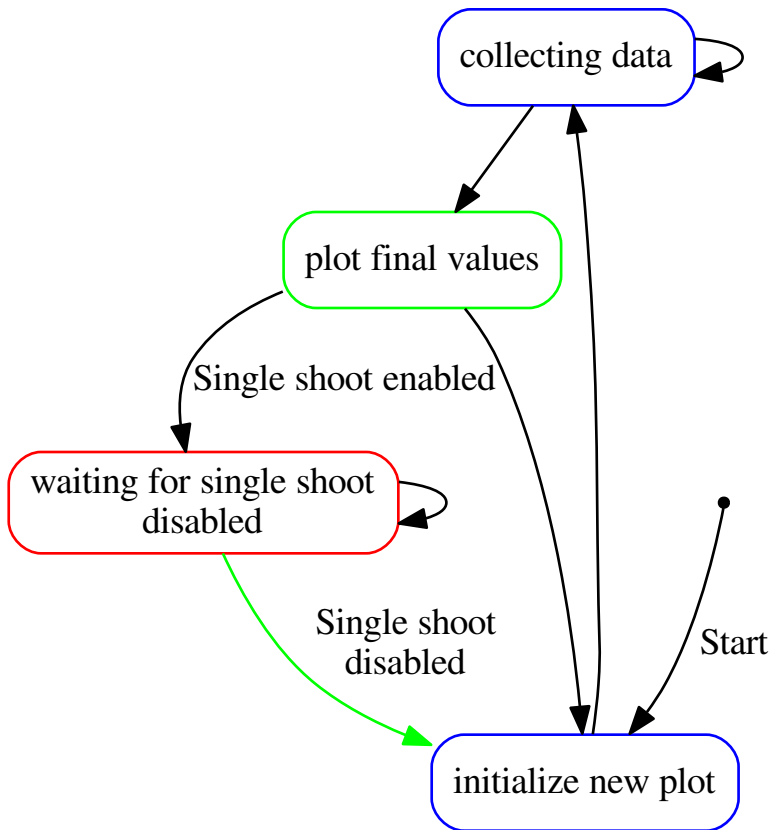 collecting data
plot final values
Single shoot enabled
waiting for single shoot
disabled
Single shoot
disabled
Start
initialize new plot